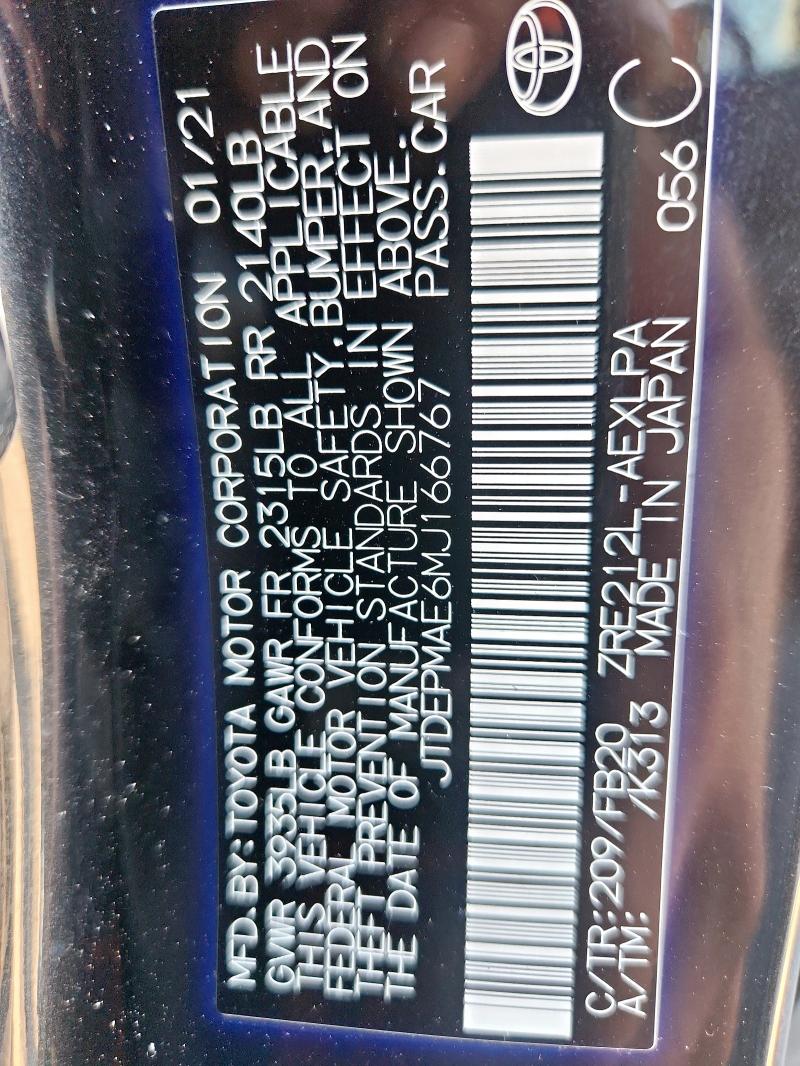 MFD.BY:TOYOTA MOTOR CORPORATION 01/21
GVWR 3935LB GAWR FR 2315LB RR 2140LB
THIS VEHICLE CONFORMS TO ALL APPLICABLE
FEDERAL MOTOR VEHICLE SAFETY,BUMPER,AND
THEFT PREVENTION STANDARDS IN EFFECT ON
THE DATE OF MANUFACTURE SHOWN ABOVE.
JTDEPMAE6MJ166767 PASS.CAR
C/TR:209/FB20 ZRE212L-AEXLPA 056 C
A/TM: /K313 MADE IN JAPAN